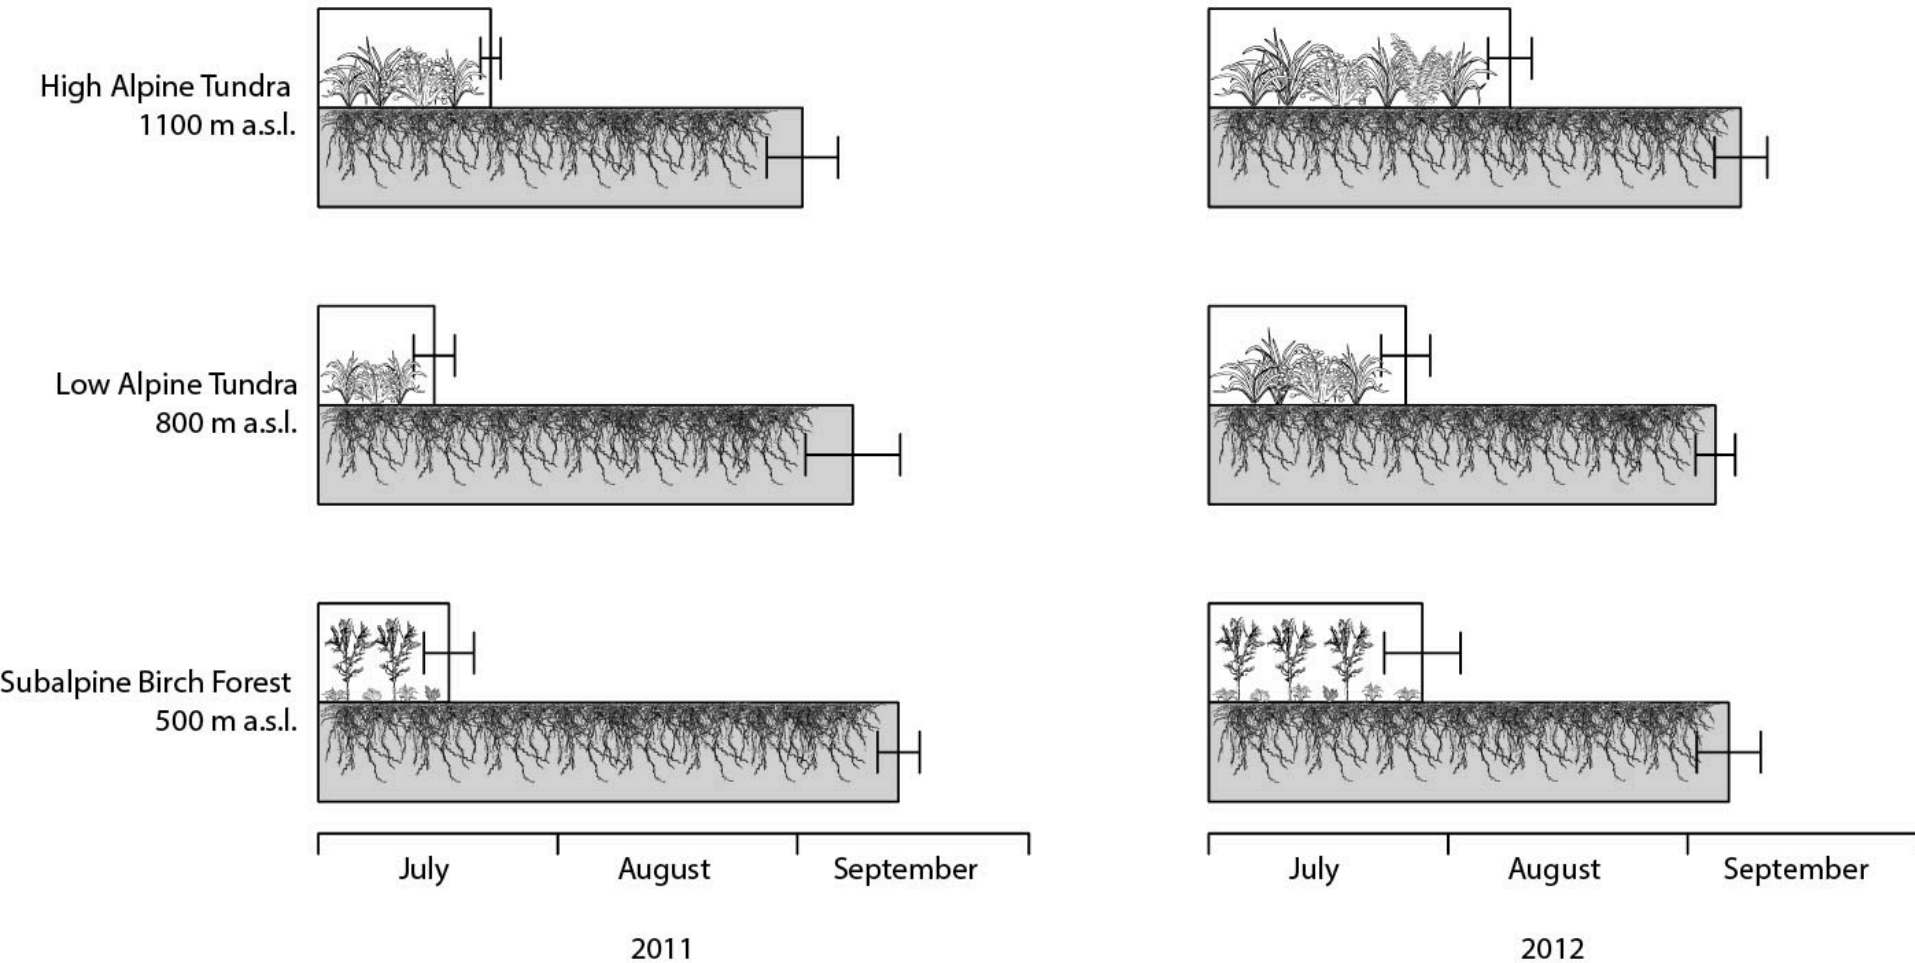 High Alpine Tundra
1100 m a.s.l.
Low Alpine Tundra
800 m a.s.l.
Subalpine Birch Forest
500 m a.s.l.
July August September July August September
2011 2012